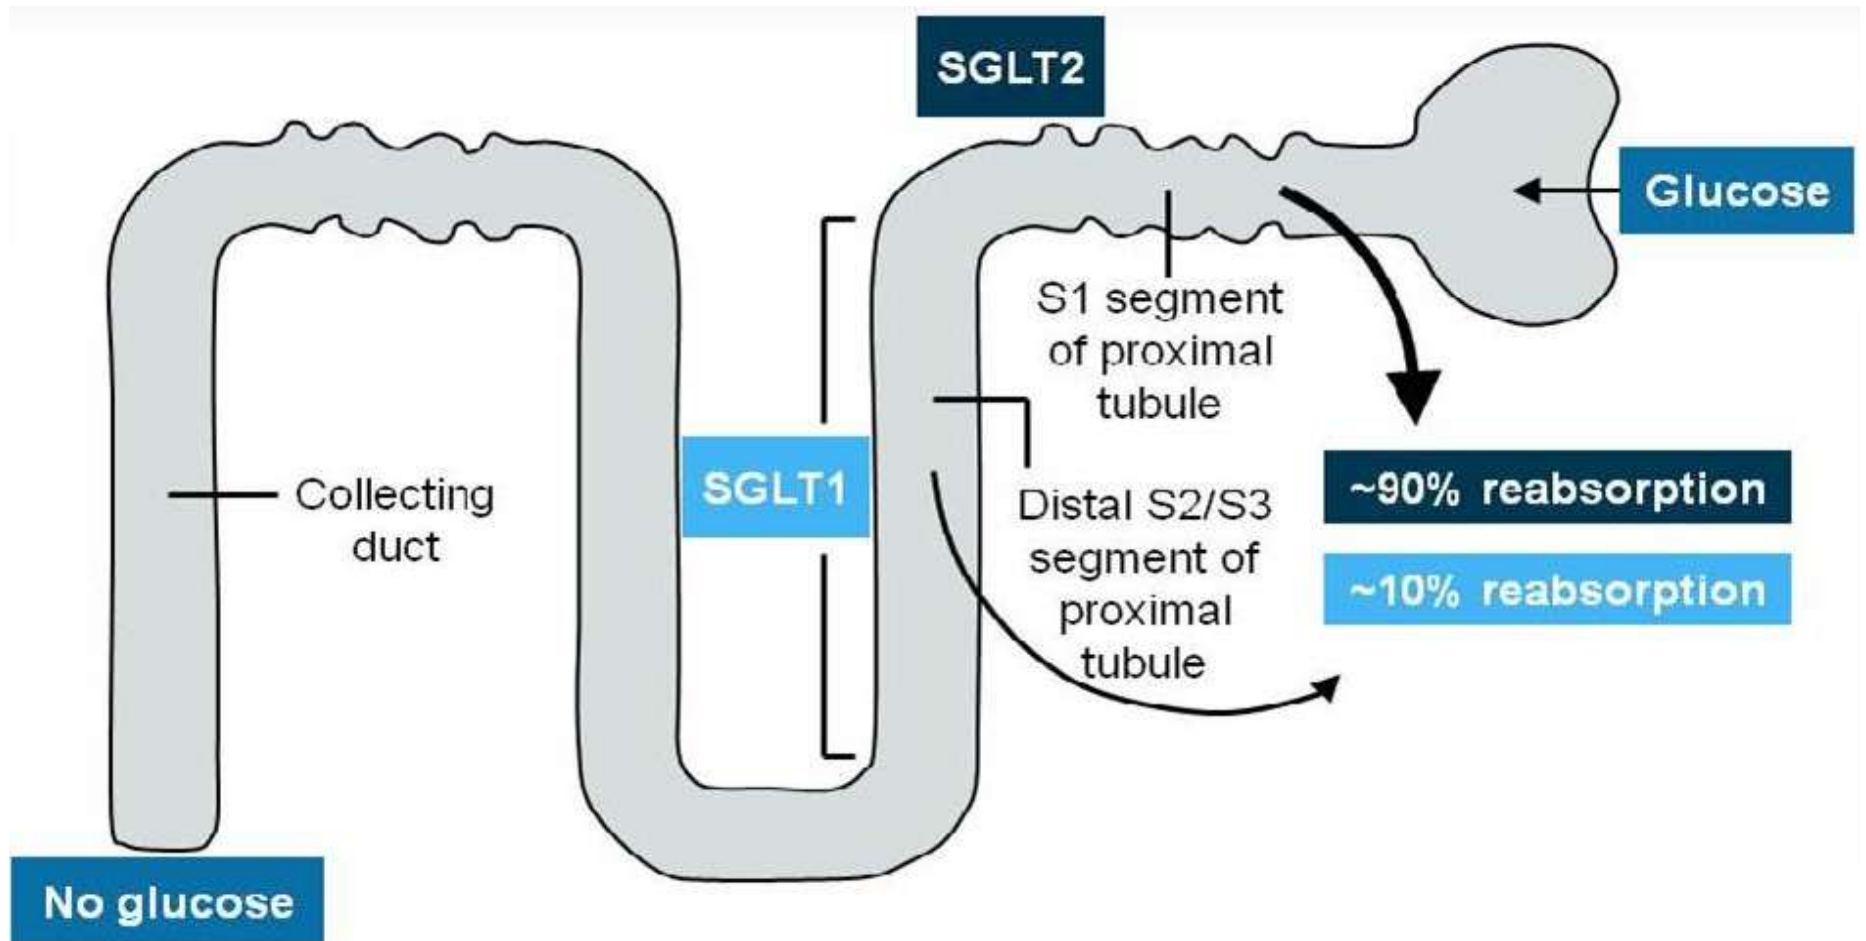 SGLT2
Glucose
S1 segment
of proximal
tubule
SGLT1
Collecting
duct
Distal S2/S3
segment of
proximal
tubule
~90% reabsorption
~10% reabsorption
No glucose